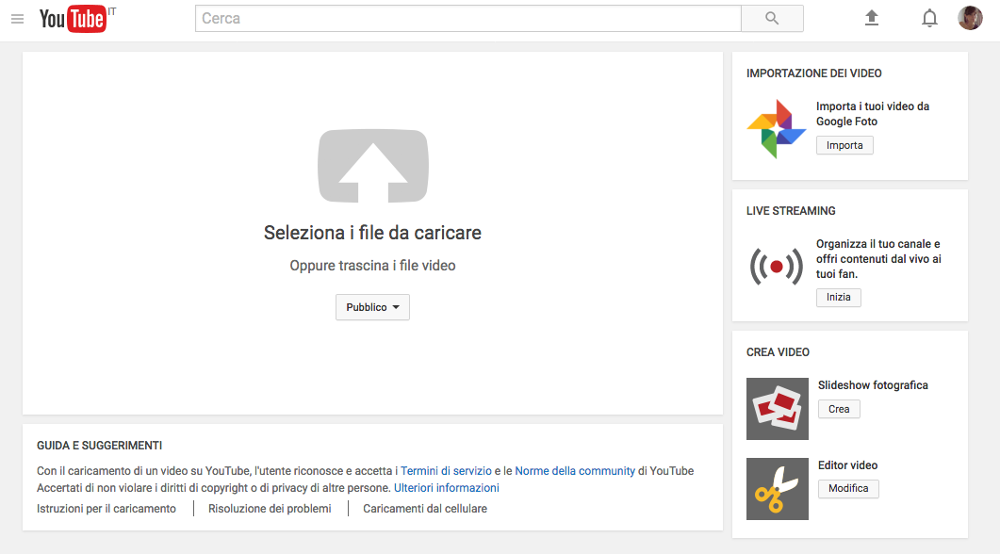 YouTube IT
Cerca
Seleziona i file da caricare
Oppure trascina i file video
Pubblico
GUIDA E SUGGERIMENTI
Con il caricamento di un video su YouTube, l'utente riconosce e accetta i Termini di servizio e le Norme della community di YouTube
Accertati di non violare i diritti di copyright o di privacy di altre persone. Ulteriori informazioni
Istruzioni per il caricamento
Risoluzione dei problemi
Caricamenti dal cellulare
IMPORTAZIONE DEI VIDEO
Importa i tuoi video da
Google Foto
Importa
LIVE STREAMING
Organizza il tuo canale e
offri contenuti dal vivo ai
tuoi fan.
Inizia
CREA VIDEO
Slideshow fotografica
Crea
Editor video
Modifica